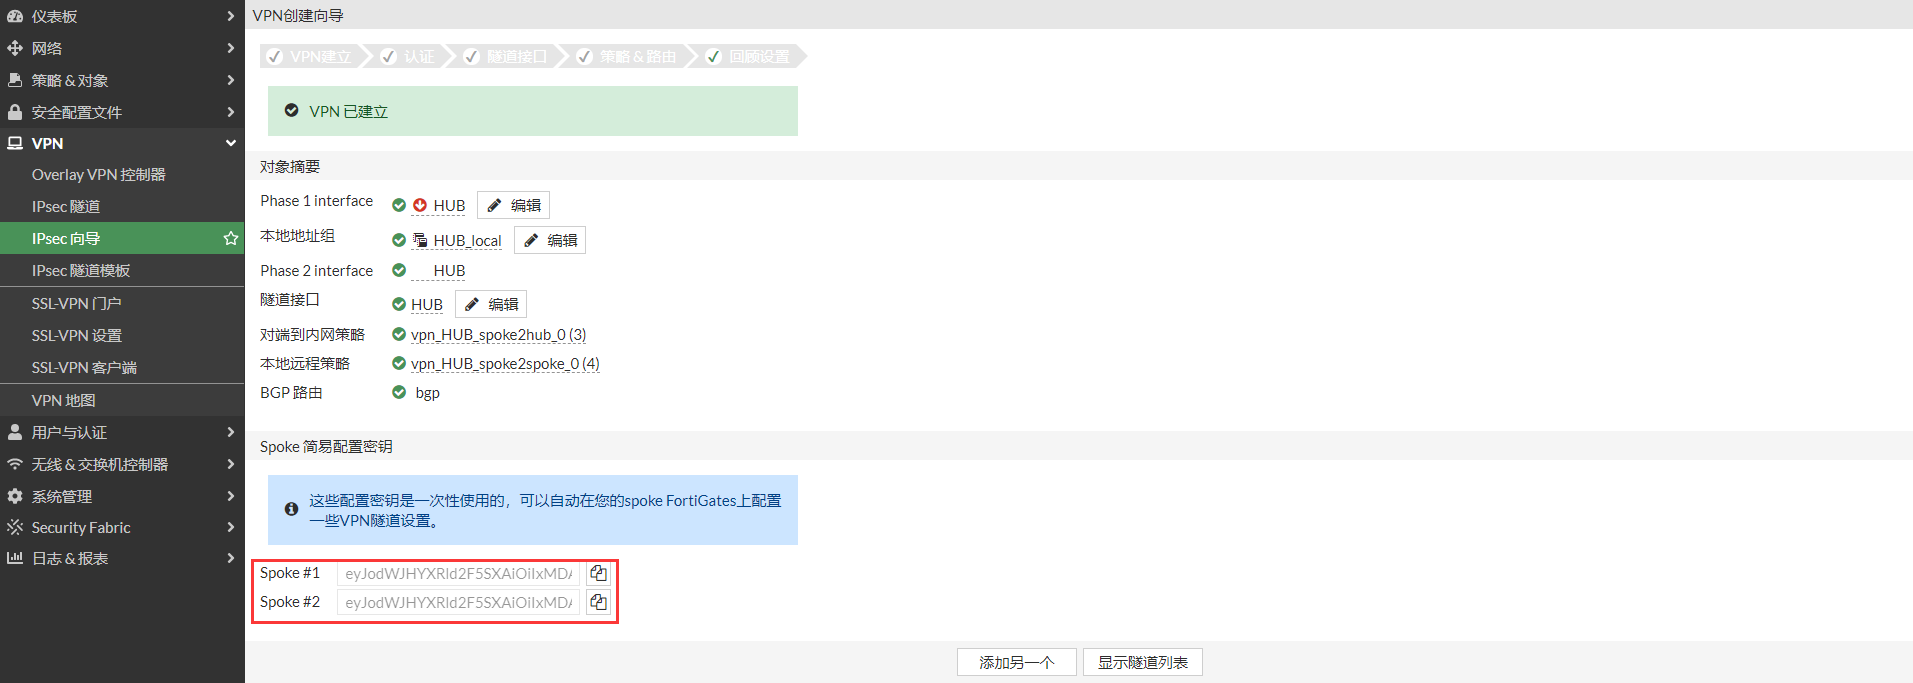 仪表板
网络
策略 & 对象
安全配置文件
VPN
Overlay VPN 控制器
IPsec 隧道
IPsec 向导
IPsec 隧道模板
SSL-VPN 门户
SSL-VPN 设置
SSL-VPN 客户端
VPN 地图
用户与认证
无线 & 交换机控制器
系统管理
Security Fabric
日志 & 报表
VPN创建向导
VPN建立 认证 隧道接口 策略 & 路由 回顾设置
VPN 已建立
对象摘要
Phase 1 interface HUB 编辑
本地地址组 HUB_local 编辑
Phase 2 interface HUB
隧道接口 HUB 编辑
对端到内网策略 vpn_HUB_spoke2hub_0 (3)
本地远程策略 vpn_HUB_spoke2spoke_0 (4)
BGP 路由 bgp
Spoke 简易配置密钥
这些配置密钥是一次性使用的，可以自动在您的spoke FortiGates上配置
一些VPN隧道设置。
Spoke #1
Spoke #2
添加另一个 显示隧道列表